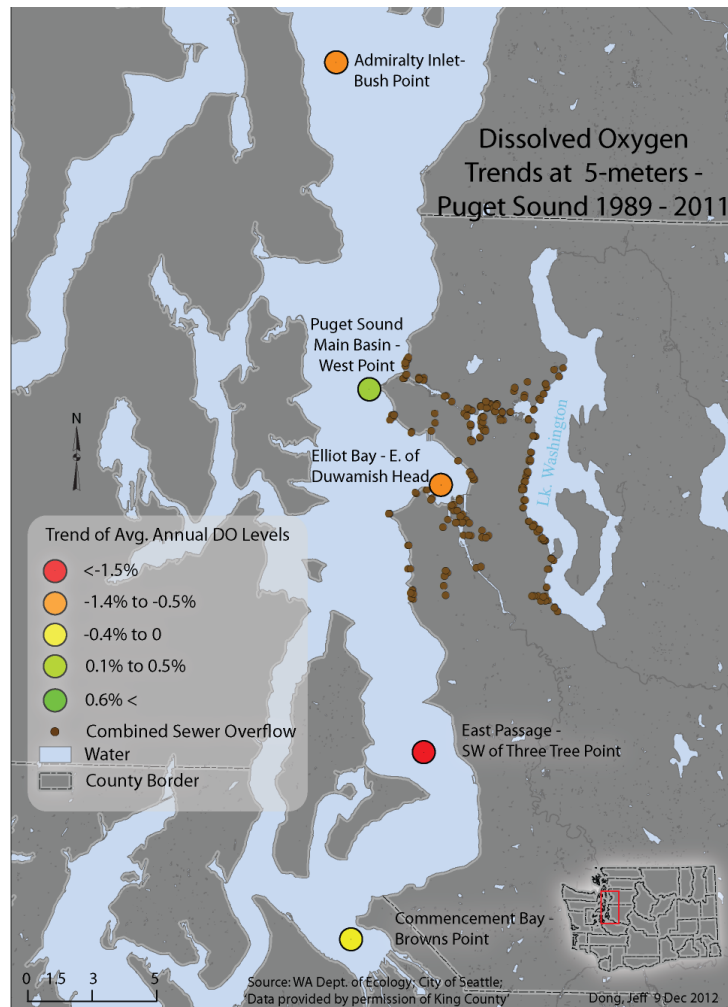 Admiralty Inlet-
Bush Point
Dissolved Oxygen
Trends at 5-meters -
Puget Sound 1989 - 2011
Puget Sound
Main Basin -
West Point
N
Elliot Bay - E. of
Duwamish Head
Lk. Washington
Trend of Avg. Annual DO Levels
<-1.5%
-1.4% to -0.5%
-0.4% to 0
0.1% to 0.5%
0.6% <
Combined Sewer Overflow
Water
County Border
East Passage -
SW of Three Tree Point
Commencement Bay -
Browns Point
0 1.5 3 5
Source: WA Dept. of Ecology; City of Seattle;
'Data provided by permission of King County'
Dong, Jeff 9 Dec 2012